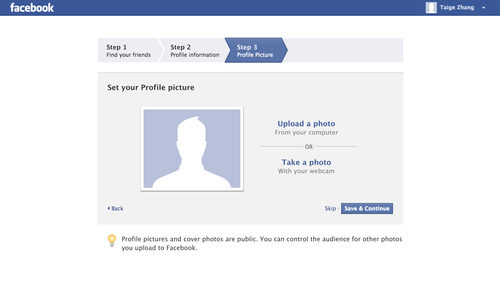 facebook
Taige Zhang
Step 1
Find your friends
Step 2
Profile information
Step 3
Profile Picture
Set your Profile picture
Upload a photo
From your computer
OR
Take a photo
With your webcam
Back
Skip · Save & Continue
Profile pictures and cover photos are public. You can control the audience for other photos
you upload to Facebook.